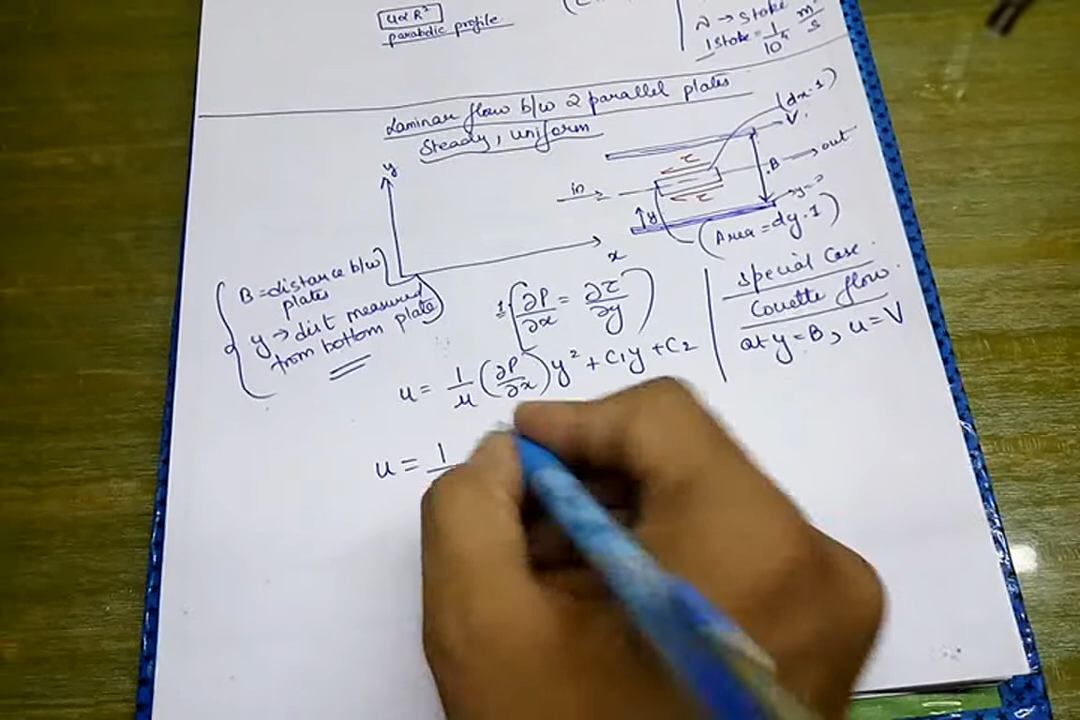 u∝R²
parabolic profile
→ Stoke
1 Stoke = 1/10⁴ m²/s
Laminar flow b/w 2 parallel plates
Steady, uniform
(dx·1)
V
y
τ
B
out
in
τ
y
(Area = dy·1)
x
B = distance b/w
plates
y → dist measured
from bottom plate
∂P/∂x = ∂τ/∂y
Special Case
Couette flow
at y=B, u=V
u = 1/μ (∂P/∂x) y² + C₁y + C₂
u = 1